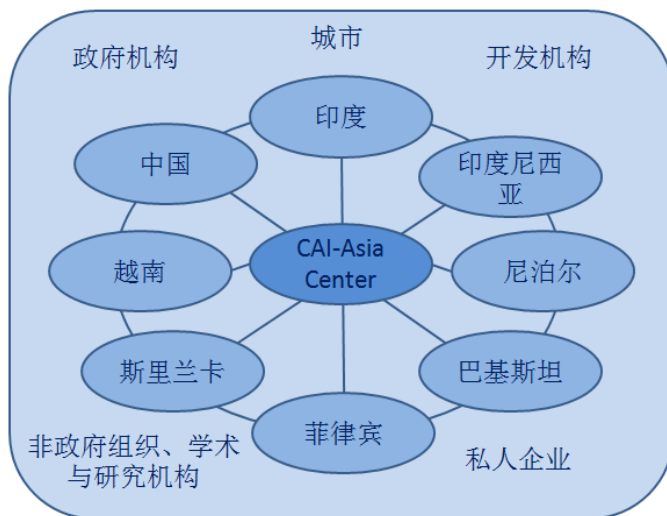 城市
政府机构
开发机构
印度
中国
印度尼西
亚
CAI-Asia
Center
越南
尼泊尔
斯里兰卡
巴基斯坦
菲律宾
非政府组织、学术
与研究机构
私人企业